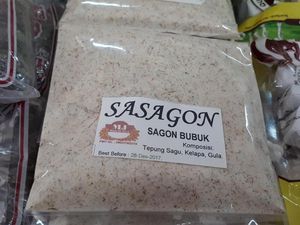 SASAGON
SAGON BUBUK
Komposisi:
Tepung Sagu, Kelapa, Gula
Best Before : 26-Des-2017